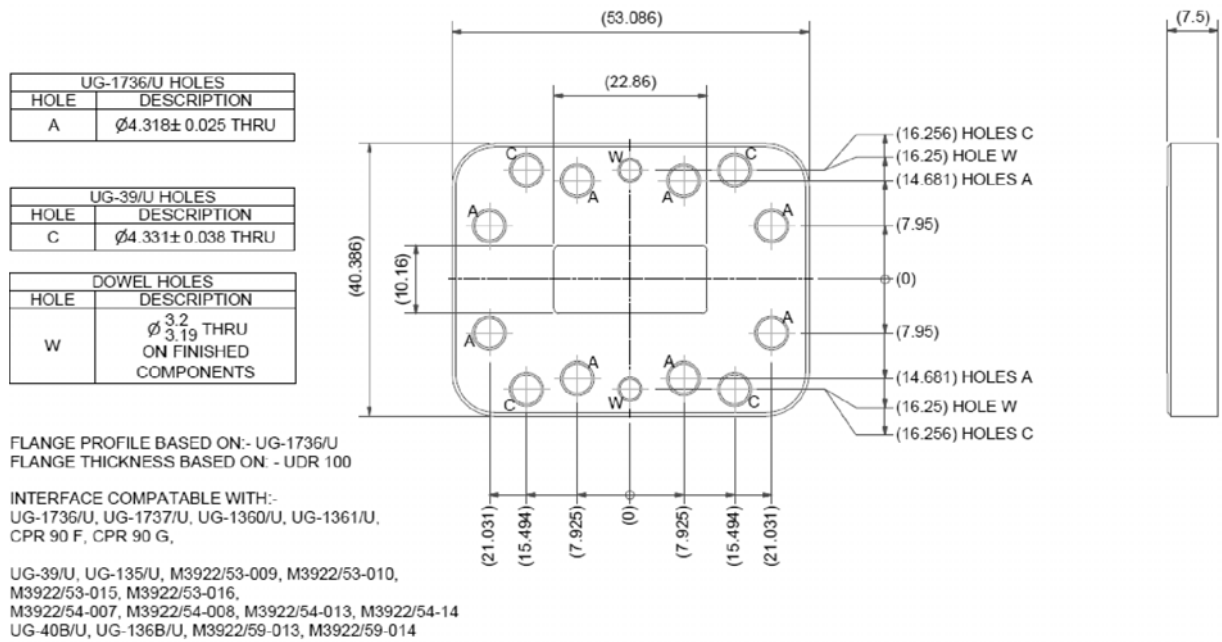 UG-1736/U HOLES
HOLE DESCRIPTION
A Ø4.318± 0.025 THRU
UG-39/U HOLES
HOLE DESCRIPTION
C Ø4.331± 0.038 THRU
DOWEL HOLES
HOLE DESCRIPTION
W Ø 3.2
3.19 THRU
ON FINISHED
COMPONENTS
(53.086)
(22.86)
(7.5)
(40.386)
(10.16)
C W C
A A
A A
A A
A A
C W C
(16.256) HOLES C
(16.25) HOLE W
(14.681) HOLES A
(7.95)
(0)
(7.95)
(14.681) HOLES A
(16.25) HOLE W
(16.256) HOLES C
(21.031) (15.494) (7.925) (0) (7.925) (15.494) (21.031)
FLANGE PROFILE BASED ON:- UG-1736/U
FLANGE THICKNESS BASED ON: - UDR 100
INTERFACE COMPATABLE WITH:-
UG-1736/U, UG-1737/U, UG-1360/U, UG-1361/U,
CPR 90 F, CPR 90 G,
UG-39/U, UG-135/U, M3922/53-009, M3922/53-010,
M3922/53-015, M3922/53-016,
M3922/54-007, M3922/54-008, M3922/54-013, M3922/54-14
UG-40B/U, UG-136B/U, M3922/59-013, M3922/59-014